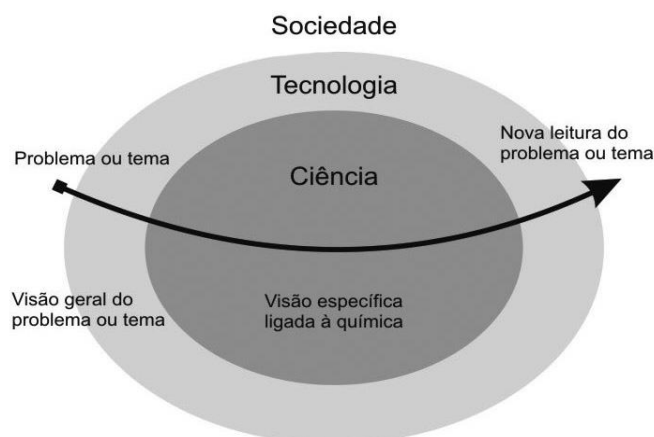 Sociedade
Tecnologia
Nova leitura do
problema ou tema
Problema ou tema
Ciência
Visão geral do
problema ou tema
Visão específica
ligada à química